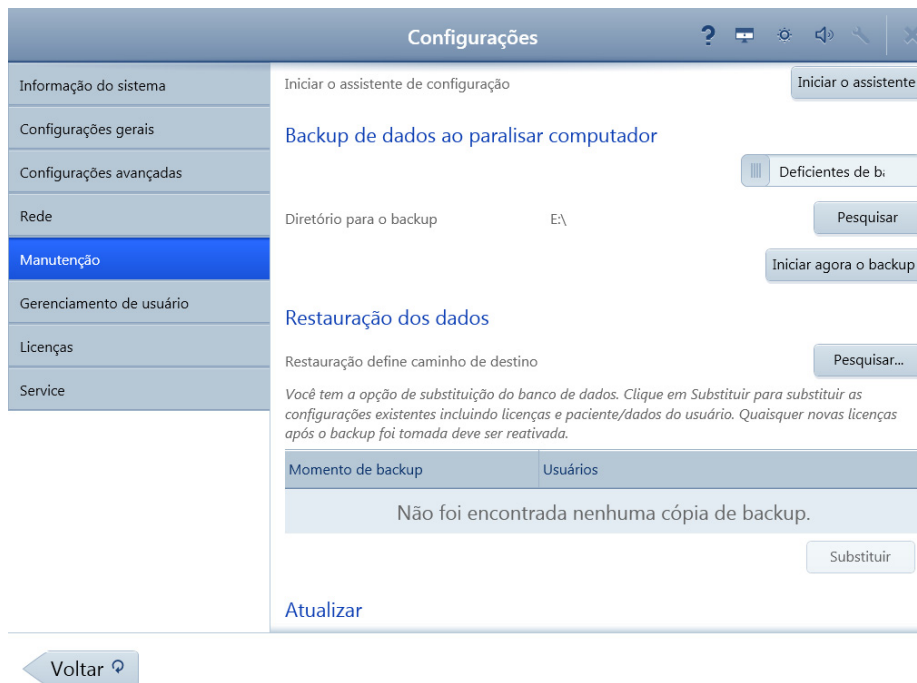 Configurações
?
Informação do sistema
Configurações gerais
Configurações avançadas
Rede
Manutenção
Gerenciamento de usuário
Licenças
Service
Iniciar o assistente de configuração
Iniciar o assistente
Backup de dados ao paralisar computador
Deficientes de
Diretório para o backup
E:\
Pesquisar
Iniciar agora o backup
Restauração dos dados
Restauração define caminho de destino
Pesquisar...
Você tem a opção de substituição do banco de dados. Clique em Substituir para substituir as
configurações existentes incluindo licenças e paciente/dados do usuário. Quaisquer novas licenças
após o backup foi tomada deve ser reativada.
Momento de backup
Usuários
Não foi encontrada nenhuma cópia de backup.
Substituir
Atualizar
Voltar